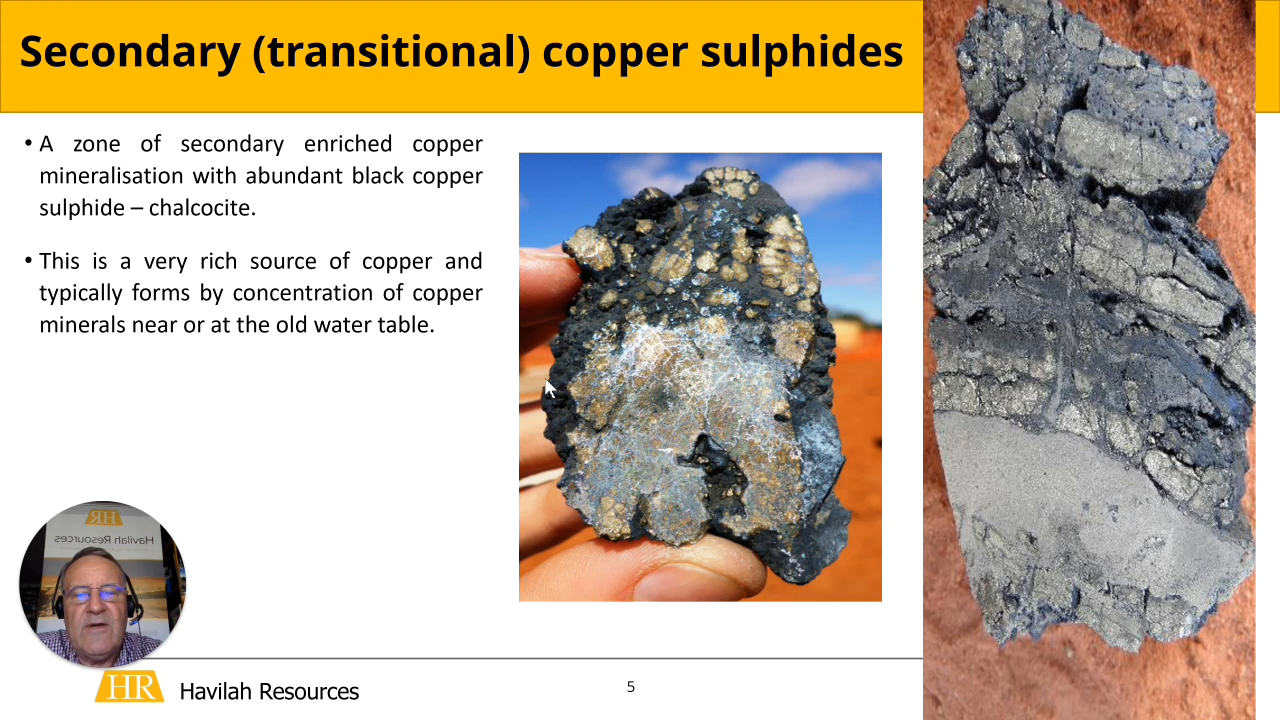 Secondary (transitional) copper sulphides
• A zone of secondary enriched copper
mineralisation with abundant black copper
sulphide – chalcocite.
• This is a very rich source of copper and
typically forms by concentration of copper
minerals near or at the old water table.
HR
Havilah Resources
HR Havilah Resources
5